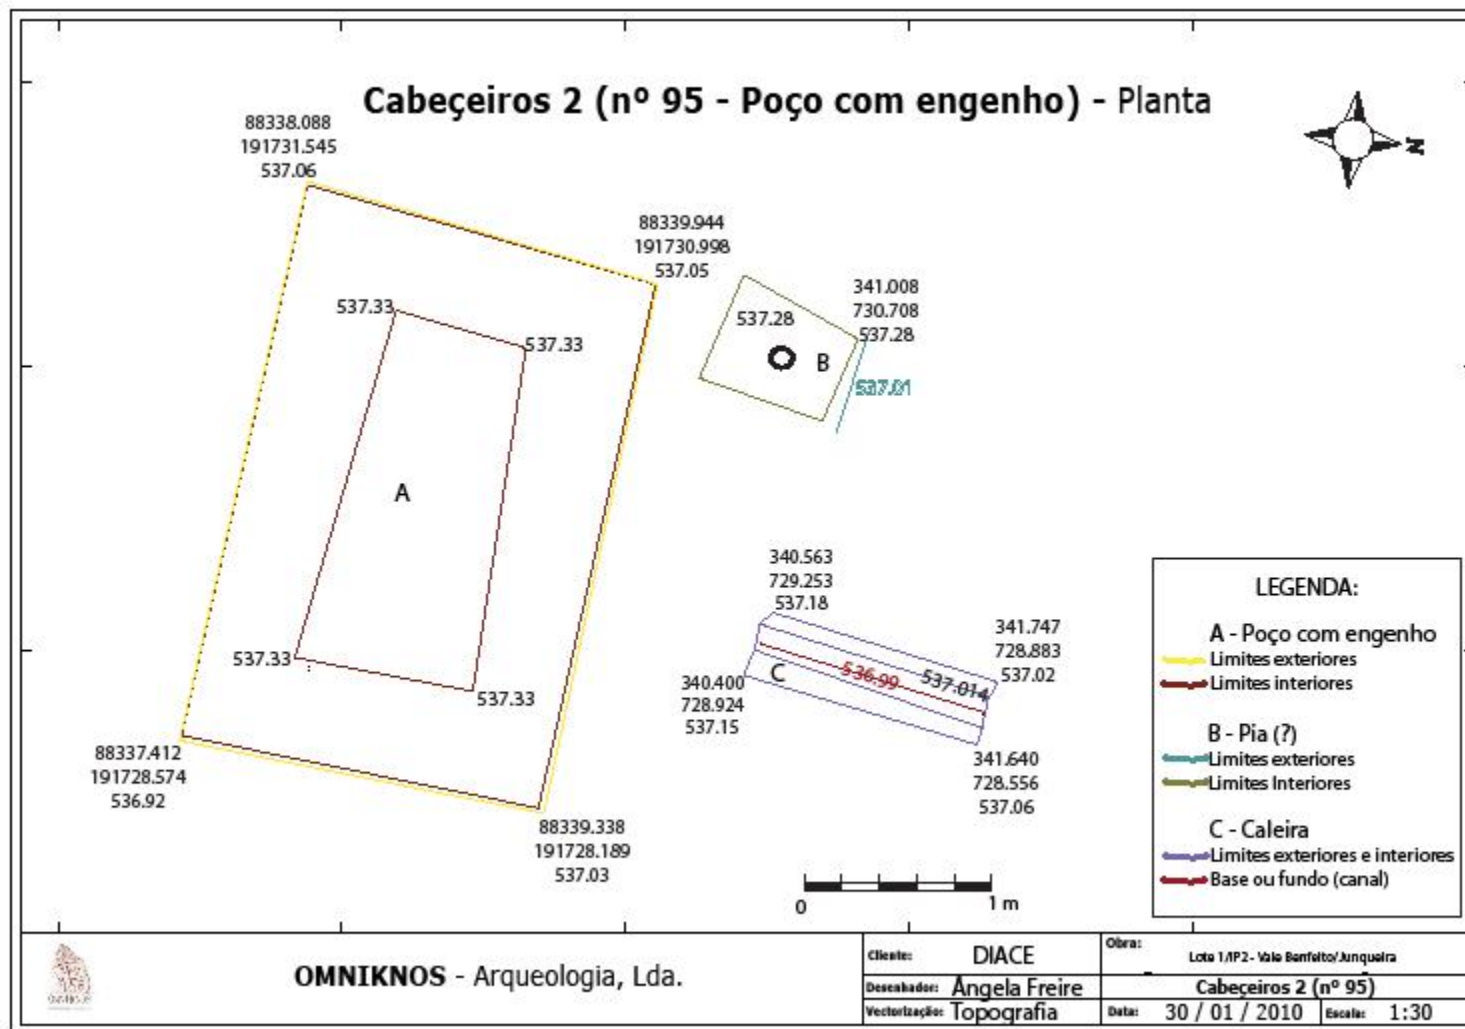 Cabeçeiros 2 (nº 95 - Poço com engenho) - Planta
N
88338.088
191731.545
537.06
88339.944
191730.998
537.05
341.008
730.708
537.28
537.28
B
537.01
537.33
537.33
A
537.33
537.33
340.563
729.253
537.18
341.747
728.883
537.02
340.400
728.924
537.15
C
536.99
537.014
341.640
728.556
537.06
88337.412
191728.574
536.92
88339.338
191728.189
537.03
0
1 m
LEGENDA:
A - Poço com engenho
Limites exteriores
Limites interiores
B - Pia (?)
Limites exteriores
Limites Interiores
C - Caleira
Limites exteriores e interiores
Base ou fundo (canal)
OMNIKNOS
OMNIKNOS - Arqueologia, Lda.
Cliente: DIACE
Desenhador: Ângela Freire
Vectorização: Topografia
Obra:
Lote 1/IP2 - Vale Benfeito/Junqueira
Cabeçeiros 2 (nº 95)
Data: 30 / 01 / 2010 Escala: 1:30